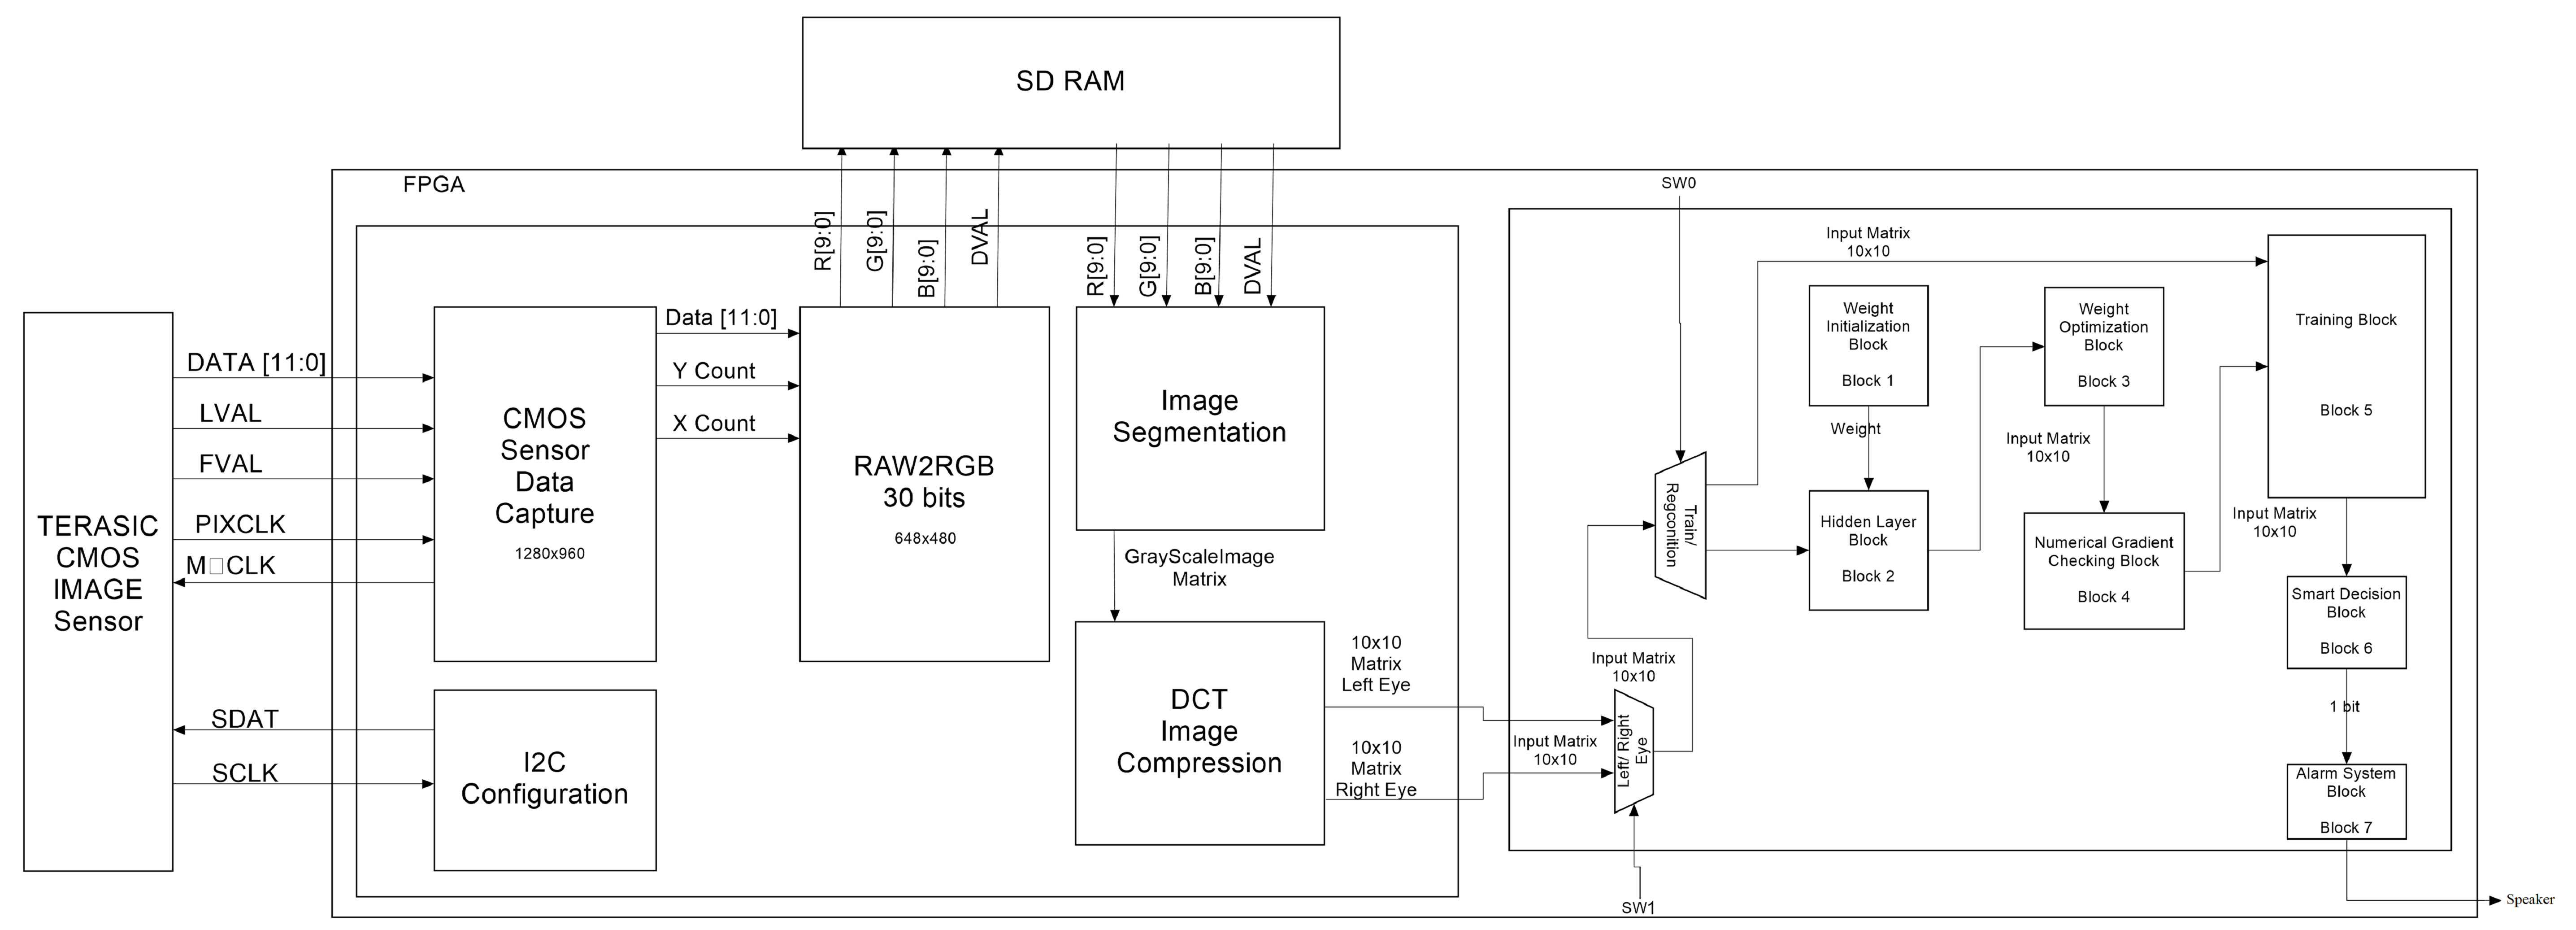 SD RAM
FPGA
SW0
R[9:0]
G[9:0]
B[9:0]
DVAL
R[9:0]
G[9:0]
B[9:0]
DVAL
TERASIC
CMOS
IMAGE
Sensor
DATA [11:0]
LVAL
FVAL
PIXCLK
M□CLK
SDAT
SCLK
CMOS
Sensor
Data
Capture
1280x960
I2C
Configuration
Data [11:0]
Y Count
X Count
RAW2RGB
30 bits
648x480
Image
Segmentation
GrayScaleImage
Matrix
DCT
Image
Compression
10x10
Matrix
Left Eye
10x10
Matrix
Right Eye
Input Matrix
10x10
Left/ Right
Eye
SW1
Input Matrix
10x10
Train/
Regconition
Input Matrix
10x10
Weight
Initialization
Block
Block 1
Weight
Hidden Layer
Block
Block 2
Weight
Optimization
Block
Block 3
Input Matrix
10x10
Numerical Gradient
Checking Block
Block 4
Training Block
Block 5
Input Matrix
10x10
Smart Decision
Block
Block 6
1 bit
Alarm System
Block
Block 7
Speaker